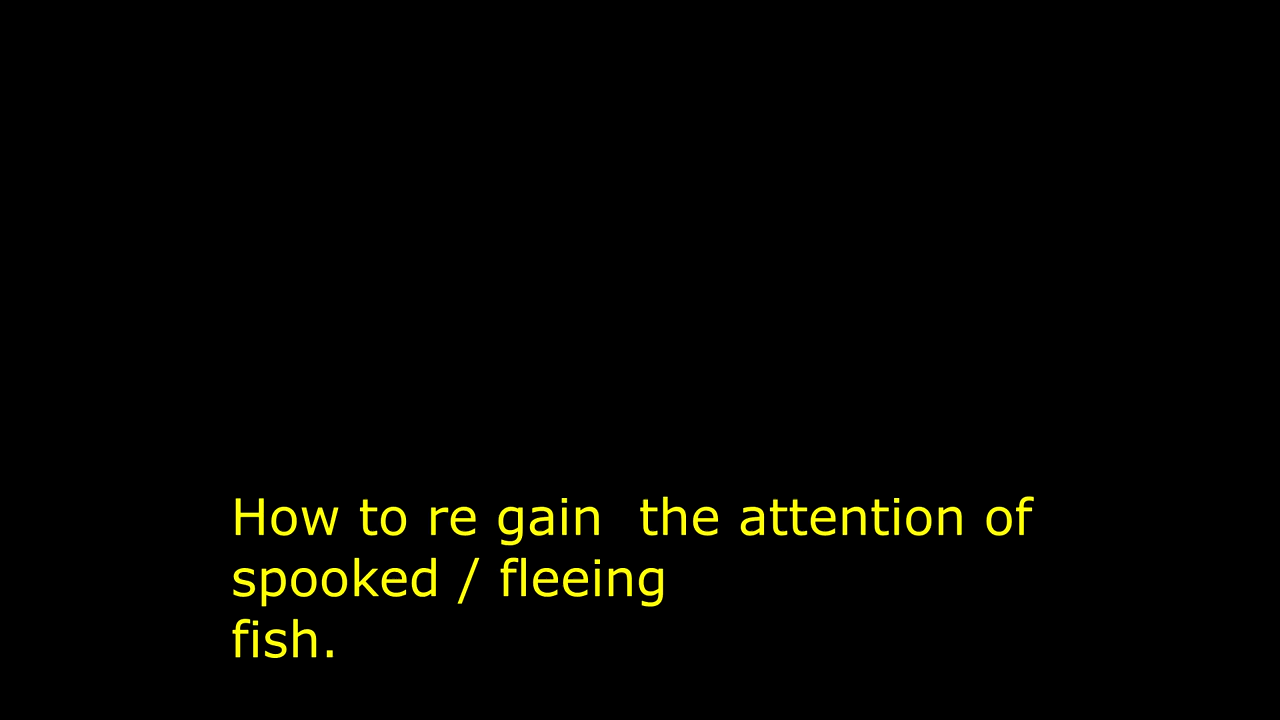 How to re gain  the attention of
spooked / fleeing
fish.